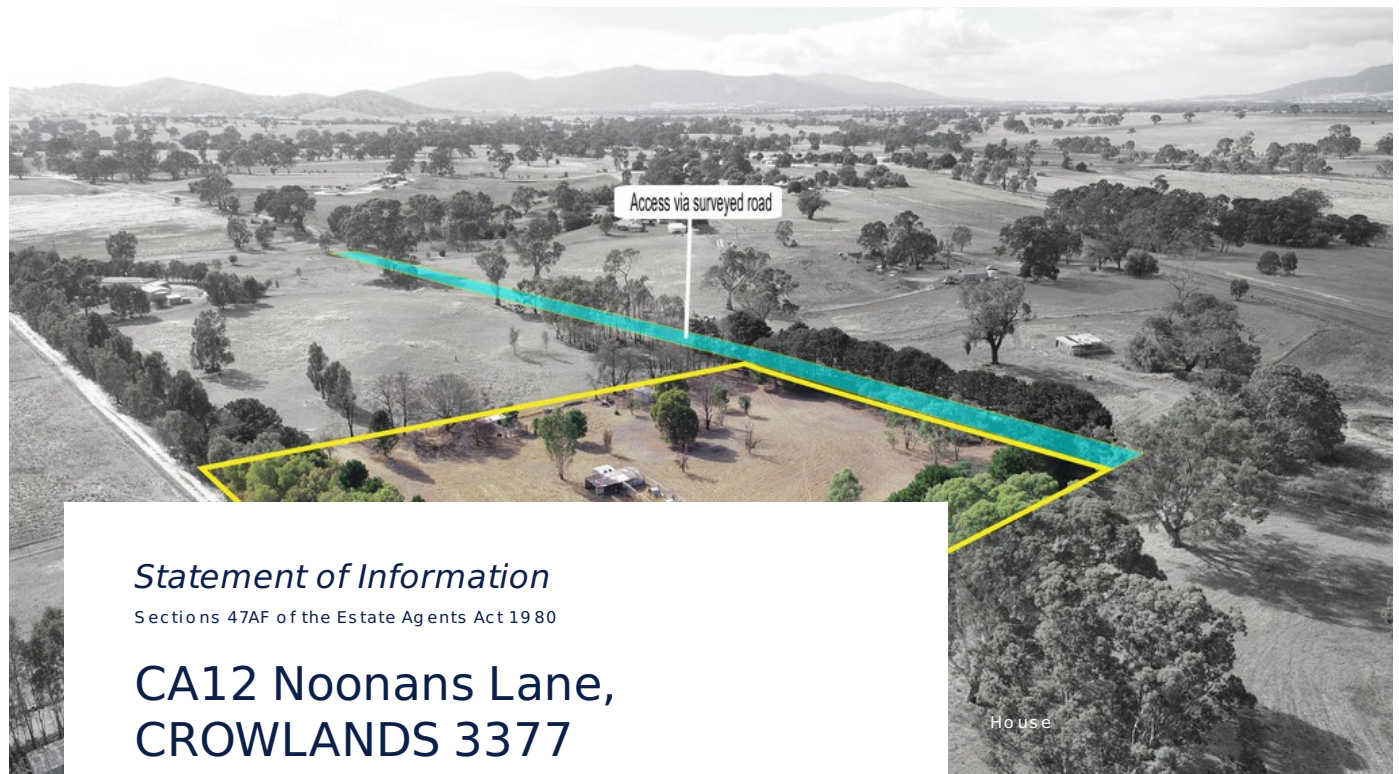 Access via surveyed road
Statement of Information
Sections 47AF of the Estate Agents Act 1980
CA12 Noonans Lane,
CROWLANDS 3377
House